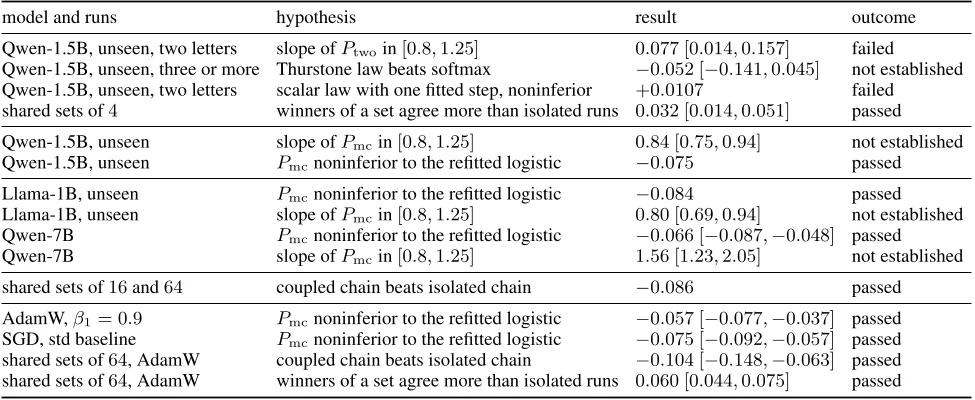 model and runs hypothesis result outcome
Qwen-1.5B, unseen, two letters slope of P_two in [0.8, 1.25] 0.077 [0.014, 0.157] failed
Qwen-1.5B, unseen, three or more Thurstone law beats softmax −0.052 [−0.141, 0.045] not established
Qwen-1.5B, unseen, two letters scalar law with one fitted step, noninferior +0.0107 failed
shared sets of 4 winners of a set agree more than isolated runs 0.032 [0.014, 0.051] passed
Qwen-1.5B, unseen slope of P_mc in [0.8, 1.25] 0.84 [0.75, 0.94] not established
Qwen-1.5B, unseen P_mc noninferior to the refitted logistic −0.075 passed
Llama-1B, unseen P_mc noninferior to the refitted logistic −0.084 passed
Llama-1B, unseen slope of P_mc in [0.8, 1.25] 0.80 [0.69, 0.94] not established
Qwen-7B P_mc noninferior to the refitted logistic −0.066 [−0.087, −0.048] passed
Qwen-7B slope of P_mc in [0.8, 1.25] 1.56 [1.23, 2.05] not established
shared sets of 16 and 64 coupled chain beats isolated chain −0.086 passed
AdamW, β₁ = 0.9 P_mc noninferior to the refitted logistic −0.057 [−0.077, −0.037] passed
SGD, std baseline P_mc noninferior to the refitted logistic −0.075 [−0.092, −0.057] passed
shared sets of 64, AdamW coupled chain beats isolated chain −0.104 [−0.148, −0.063] passed
shared sets of 64, AdamW winners of a set agree more than isolated runs 0.060 [0.044, 0.075] passed